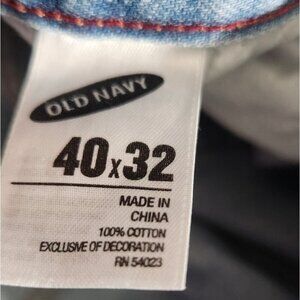 OLD NAVY
40x32
MADE IN
CHINA
100% COTTON
EXCLUSIVE OF DECORATION
RN 54023